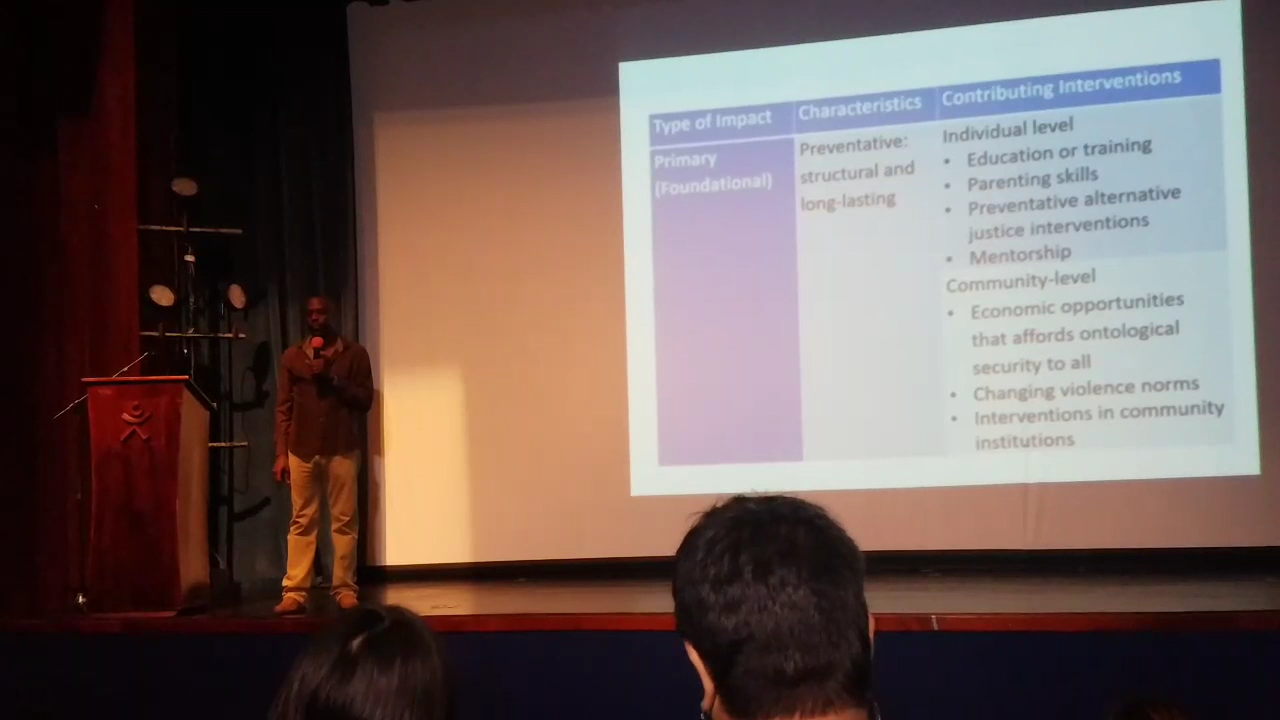 Type of Impact
Characteristics
Contributing Interventions
Primary
(Foundational)
Preventative:
structural and
long-lasting
Individual level
• Education or training
• Parenting skills
• Preventative alternative
justice interventions
• Mentorship
Community-level
• Economic opportunities
that affords ontological
security to all
• Changing violence norms
• Interventions in community
institutions